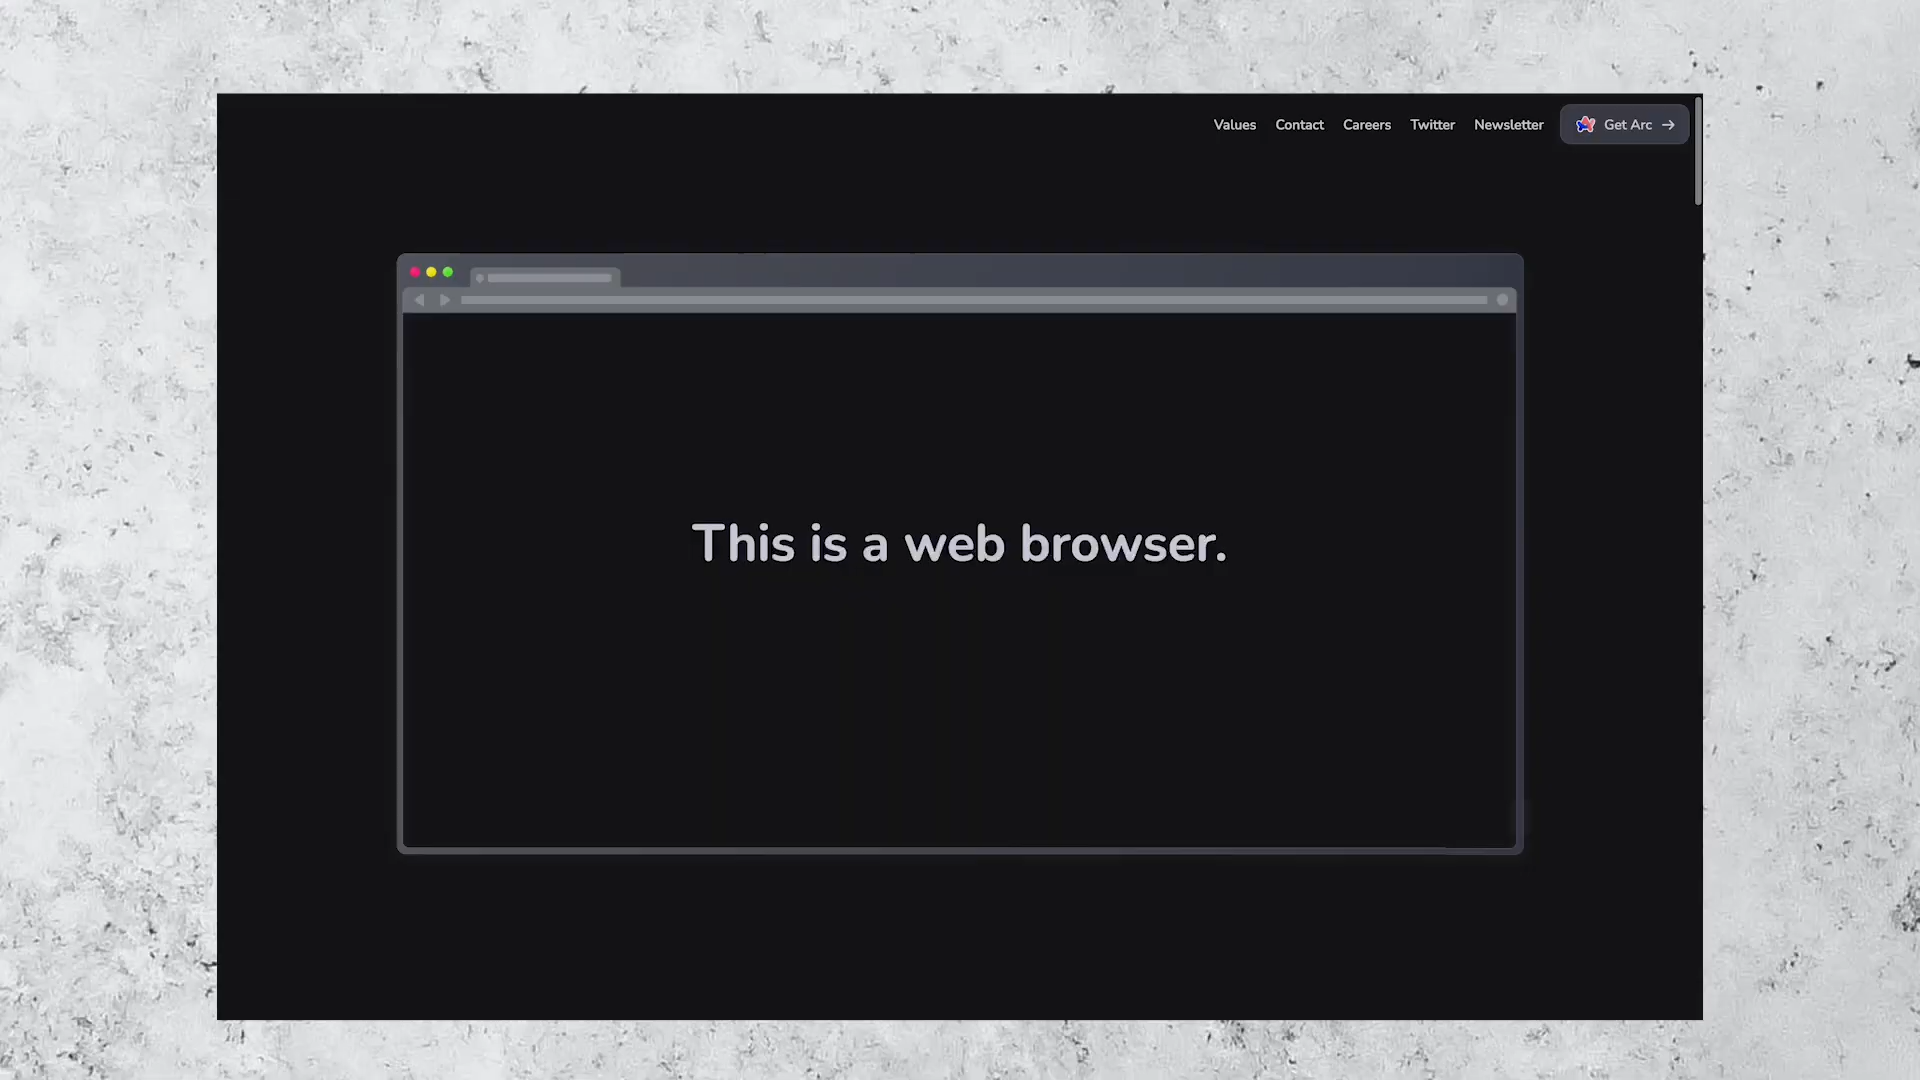 Values Contact Careers Twitter Newsletter Get Arc →
This is a web browser.